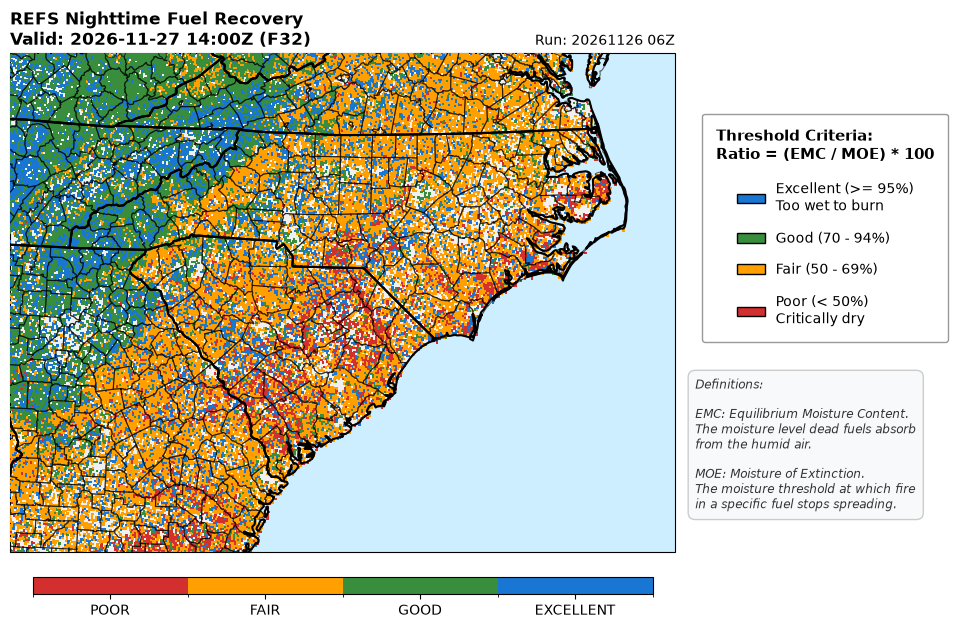 REFS Nighttime Fuel Recovery
Valid: 2026-11-27 14:00Z (F32)
Run: 20261126 06Z
Threshold Criteria:
Ratio = (EMC / MOE) * 100
Excellent (>= 95%)
Too wet to burn
Good (70 - 94%)
Fair (50 - 69%)
Poor (< 50%)
Critically dry
Definitions:
EMC: Equilibrium Moisture Content.
The moisture level dead fuels absorb
from the humid air.
MOE: Moisture of Extinction.
The moisture threshold at which fire
in a specific fuel stops spreading.
POOR
FAIR
GOOD
EXCELLENT